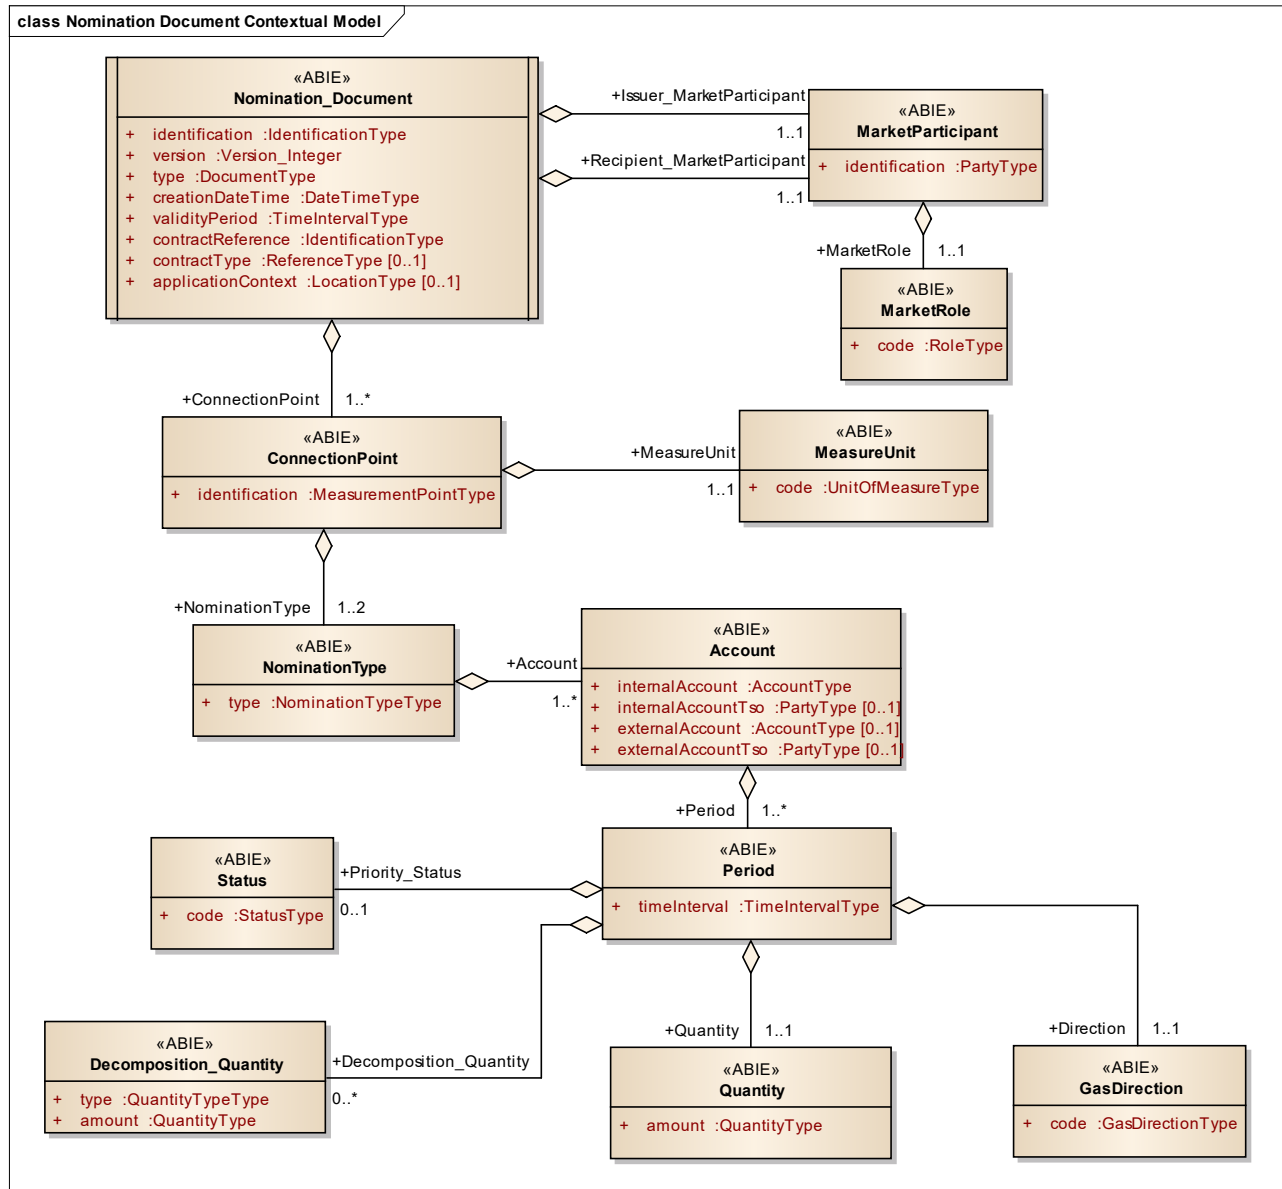 class Nomination Document Contextual Model
«ABIE»
Nomination_Document
+ identification :IdentificationType
+ version :Version_Integer
+ type :DocumentType
+ creationDateTime :DateTimeType
+ validityPeriod :TimeIntervalType
+ contractReference :IdentificationType
+ contractType :ReferenceType [0..1]
+ applicationContext :LocationType [0..1]
+Issuer_MarketParticipant
1..1
+Recipient_MarketParticipant
1..1
«ABIE»
MarketParticipant
+ identification :PartyType
+MarketRole 1..1
«ABIE»
MarketRole
+ code :RoleType
+ConnectionPoint 1..*
«ABIE»
ConnectionPoint
+ identification :MeasurementPointType
+MeasureUnit
1..1
«ABIE»
MeasureUnit
+ code :UnitOfMeasureType
+NominationType 1..2
«ABIE»
NominationType
+ type :NominationTypeType
+Account
1..*
«ABIE»
Account
+ internalAccount :AccountType
+ internalAccountTso :PartyType [0..1]
+ externalAccount :AccountType [0..1]
+ externalAccountTso :PartyType [0..1]
+Period 1..*
«ABIE»
Period
+ timeInterval :TimeIntervalType
+Priority_Status
0..1
«ABIE»
Status
+ code :StatusType
+Decomposition_Quantity
0..*
«ABIE»
Decomposition_Quantity
+ type :QuantityTypeType
+ amount :QuantityType
+Quantity 1..1
«ABIE»
Quantity
+ amount :QuantityType
+Direction 1..1
«ABIE»
GasDirection
+ code :GasDirectionType